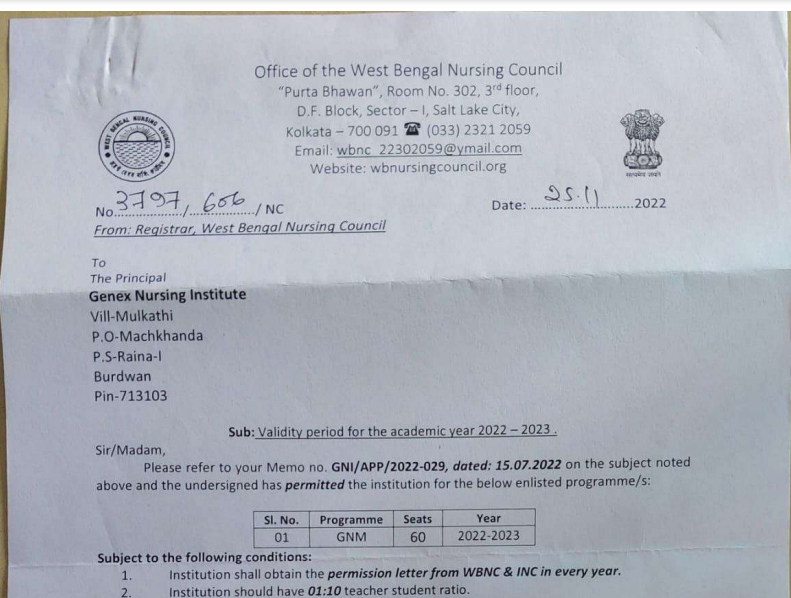 Office of the West Bengal Nursing Council
"Purta Bhawan", Room No. 302, 3rd floor,
D.F. Block, Sector – I, Salt Lake City,
Kolkata – 700 091 ☎ (033) 2321 2059
Email: wbnc_22302059@ymail.com
Website: wbnursingcouncil.org
WEST BENGAL NURSING COUNCIL
सत्यमेव जयते
No.3797/606/ NC
Date: 25.11 2022
From: Registrar, West Bengal Nursing Council
To
The Principal
Genex Nursing Institute
Vill-Mulkathi
P.O-Machkhanda
P.S-Raina-I
Burdwan
Pin-713103
Sub: Validity period for the academic year 2022 – 2023 .
Sir/Madam,
Please refer to your Memo no. GNI/APP/2022-029, dated: 15.07.2022 on the subject noted
above and the undersigned has permitted the institution for the below enlisted programme/s:
Sl. No. Programme Seats Year
01 GNM 60 2022-2023
Subject to the following conditions:
1. Institution shall obtain the permission letter from WBNC & INC in every year.
2. Institution should have 01:10 teacher student ratio.